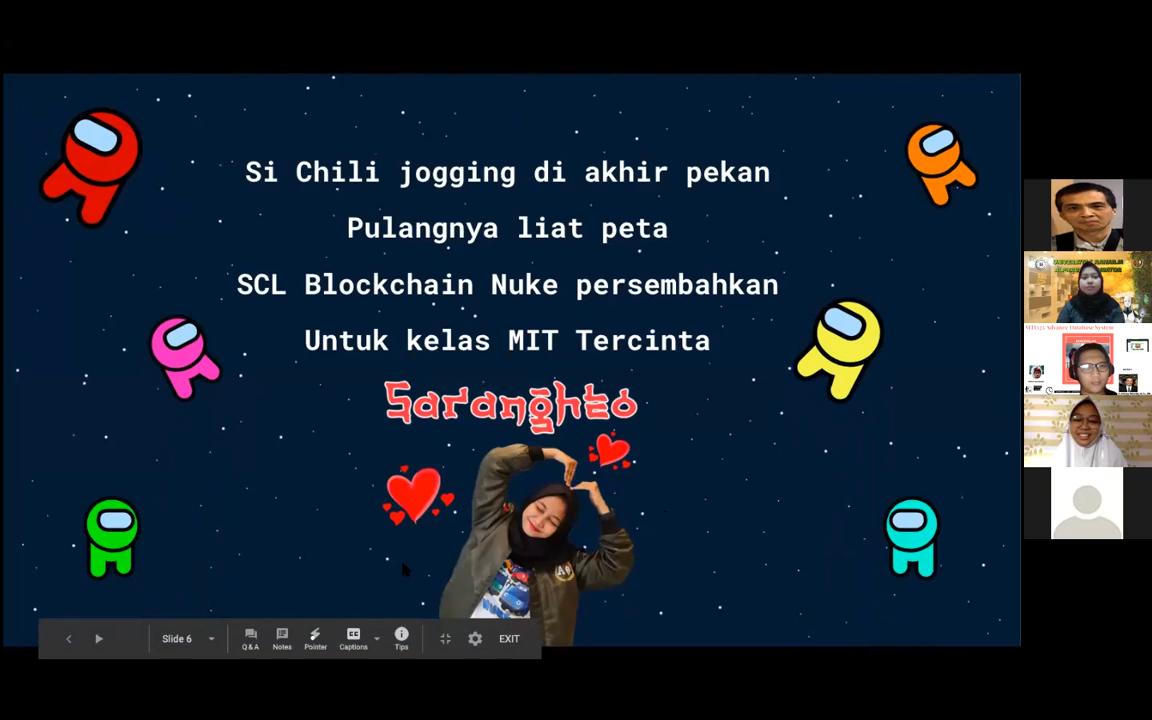 Si Chili jogging di akhir pekan
Pulangnya liat peta
SCL Blockchain Nuke persembahkan
Untuk kelas MIT Tercinta
Sarangheo
Slide 6
Q&A
Notes
Pointer
CC
Captions
Tips
EXIT